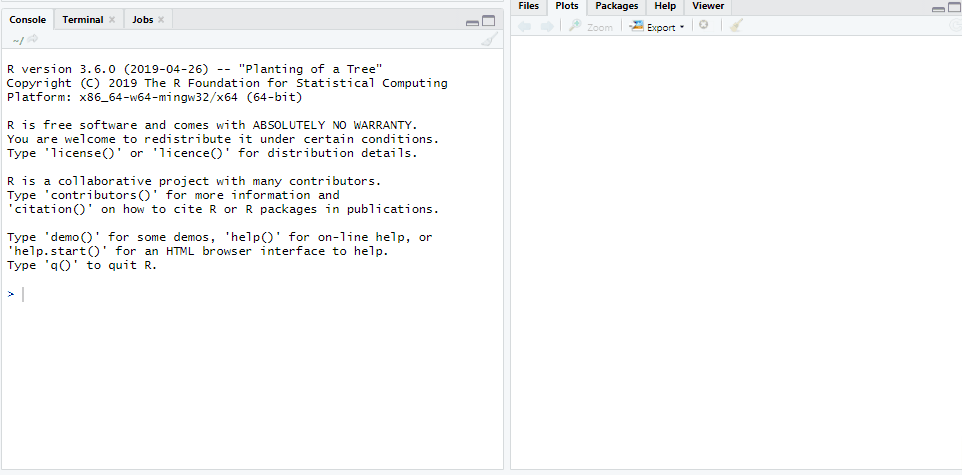 Console Terminal Jobs
~/
R version 3.6.0 (2019-04-26) -- "Planting of a Tree"
Copyright (C) 2019 The R Foundation for Statistical Computing
Platform: x86_64-w64-mingw32/x64 (64-bit)
R is free software and comes with ABSOLUTELY NO WARRANTY.
You are welcome to redistribute it under certain conditions.
Type 'license()' or 'licence()' for distribution details.
R is a collaborative project with many contributors.
Type 'contributors()' for more information and
'citation()' on how to cite R or R packages in publications.
Type 'demo()' for some demos, 'help()' for on-line help, or
'help.start()' for an HTML browser interface to help.
Type 'q()' to quit R.
>
Files Plots Packages Help Viewer
Zoom Export